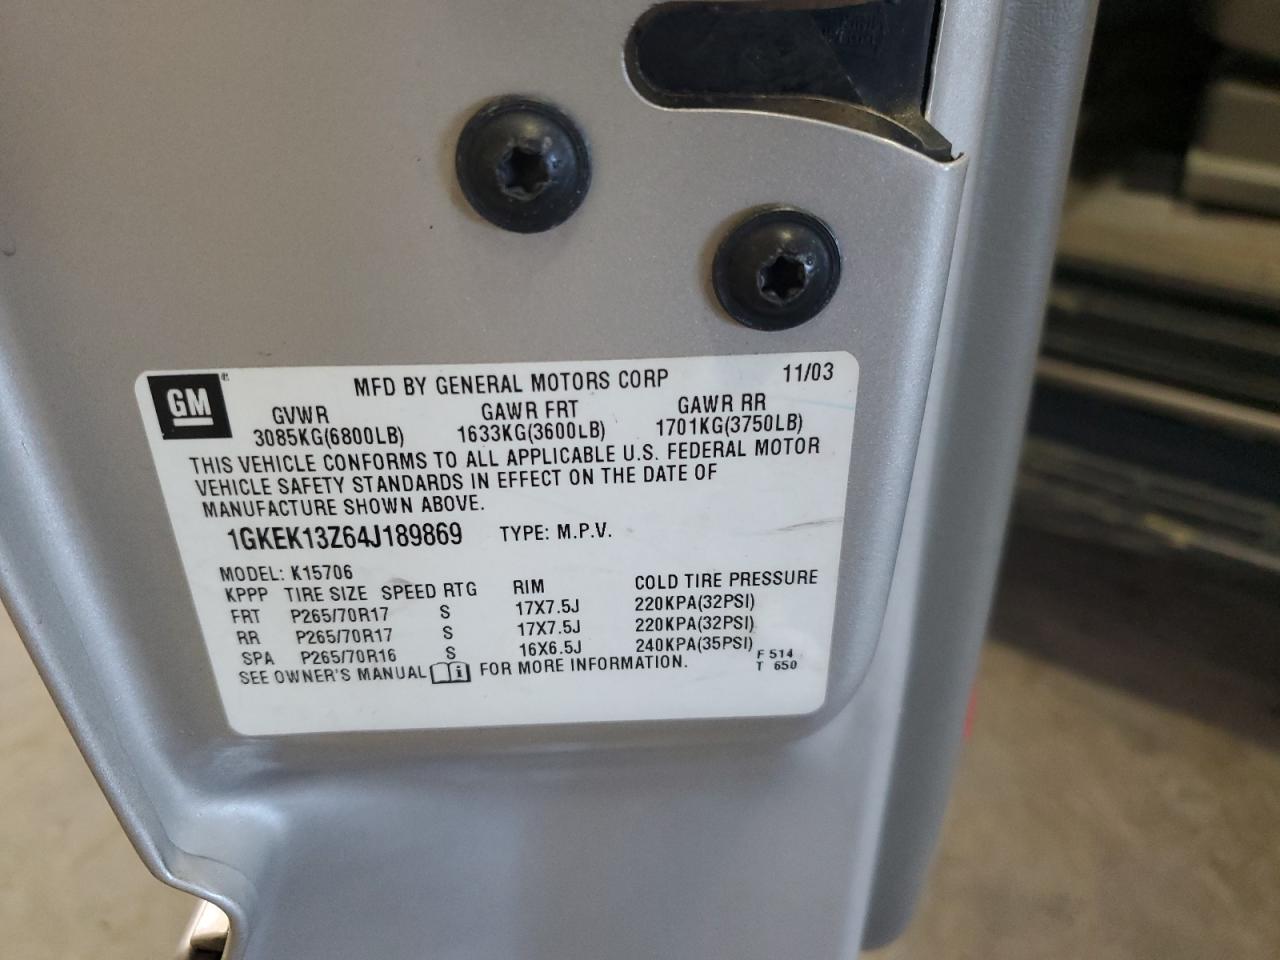 GM
MFD BY GENERAL MOTORS CORP 11/03
GVWR GAWR FRT GAWR RR
3085KG(6800LB) 1633KG(3600LB) 1701KG(3750LB)
THIS VEHICLE CONFORMS TO ALL APPLICABLE U.S. FEDERAL MOTOR
VEHICLE SAFETY STANDARDS IN EFFECT ON THE DATE OF
MANUFACTURE SHOWN ABOVE.
1GKEK13Z64J189869 TYPE: M.P.V.
MODEL: K15706
KPPP TIRE SIZE SPEED RTG RIM COLD TIRE PRESSURE
FRT P265/70R17 S 17X7.5J 220KPA(32PSI)
RR P265/70R17 S 17X7.5J 220KPA(32PSI)
SPA P265/70R16 S 16X6.5J 240KPA(35PSI)
SEE OWNER'S MANUAL FOR MORE INFORMATION.
F 514
T 650